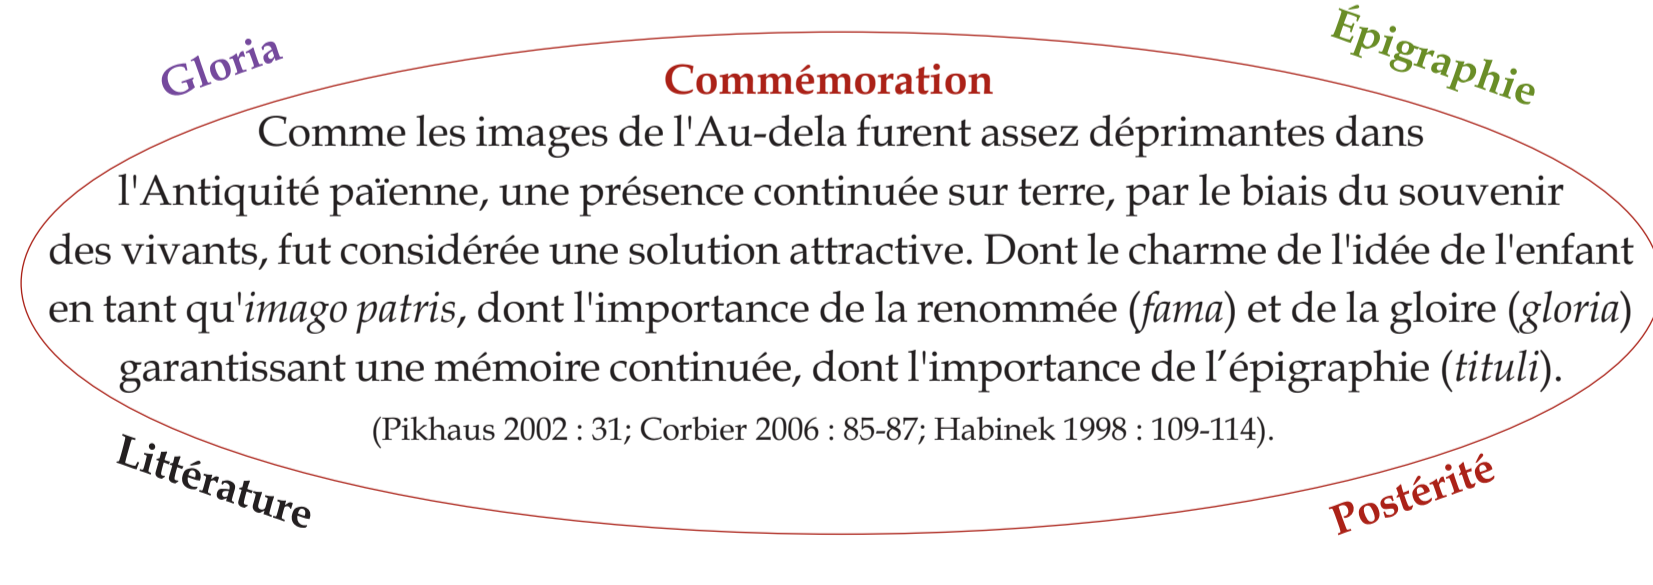 Gloria
Épigraphie
Commémoration
Comme les images de l'Au-dela furent assez déprimantes dans
l'Antiquité païenne, une présence continuée sur terre, par le biais du souvenir
des vivants, fut considérée une solution attractive. Dont le charme de l'idée de l'enfant
en tant qu'imago patris, dont l'importance de la renommée (fama) et de la gloire (gloria)
garantissant une mémoire continuée, dont l'importance de l’épigraphie (tituli).
(Pikhaus 2002 : 31; Corbier 2006 : 85-87; Habinek 1998 : 109-114).
Littérature
Postérité